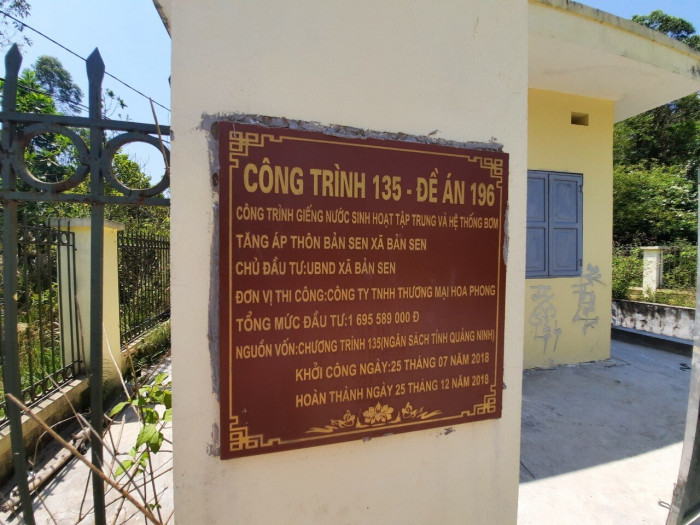 CÔNG TRÌNH 135 - ĐỀ ÁN 196
CÔNG TRÌNH GIẾNG NƯỚC SINH HOẠT TẬP TRUNG VÀ HỆ THỐNG BƠM
TĂNG ÁP THÔN BẢN SEN XÃ BẢN SEN
CHỦ ĐẦU TƯ:UBND XÃ BẢN SEN
ĐƠN VỊ THI CÔNG:CÔNG TY TNHH THƯƠNG MẠI HOA PHONG
TỔNG MỨC ĐẦU TƯ:1 695 589 000 Đ
NGUỒN VỐN:CHƯƠNG TRÌNH 135(NGÂN SÁCH TỈNH QUẢNG NINH)
KHỞI CÔNG NGÀY:25 THÁNG 07 NĂM 2018
HOÀN THÀNH NGÀY 25 THÁNG 12 NĂM 2018